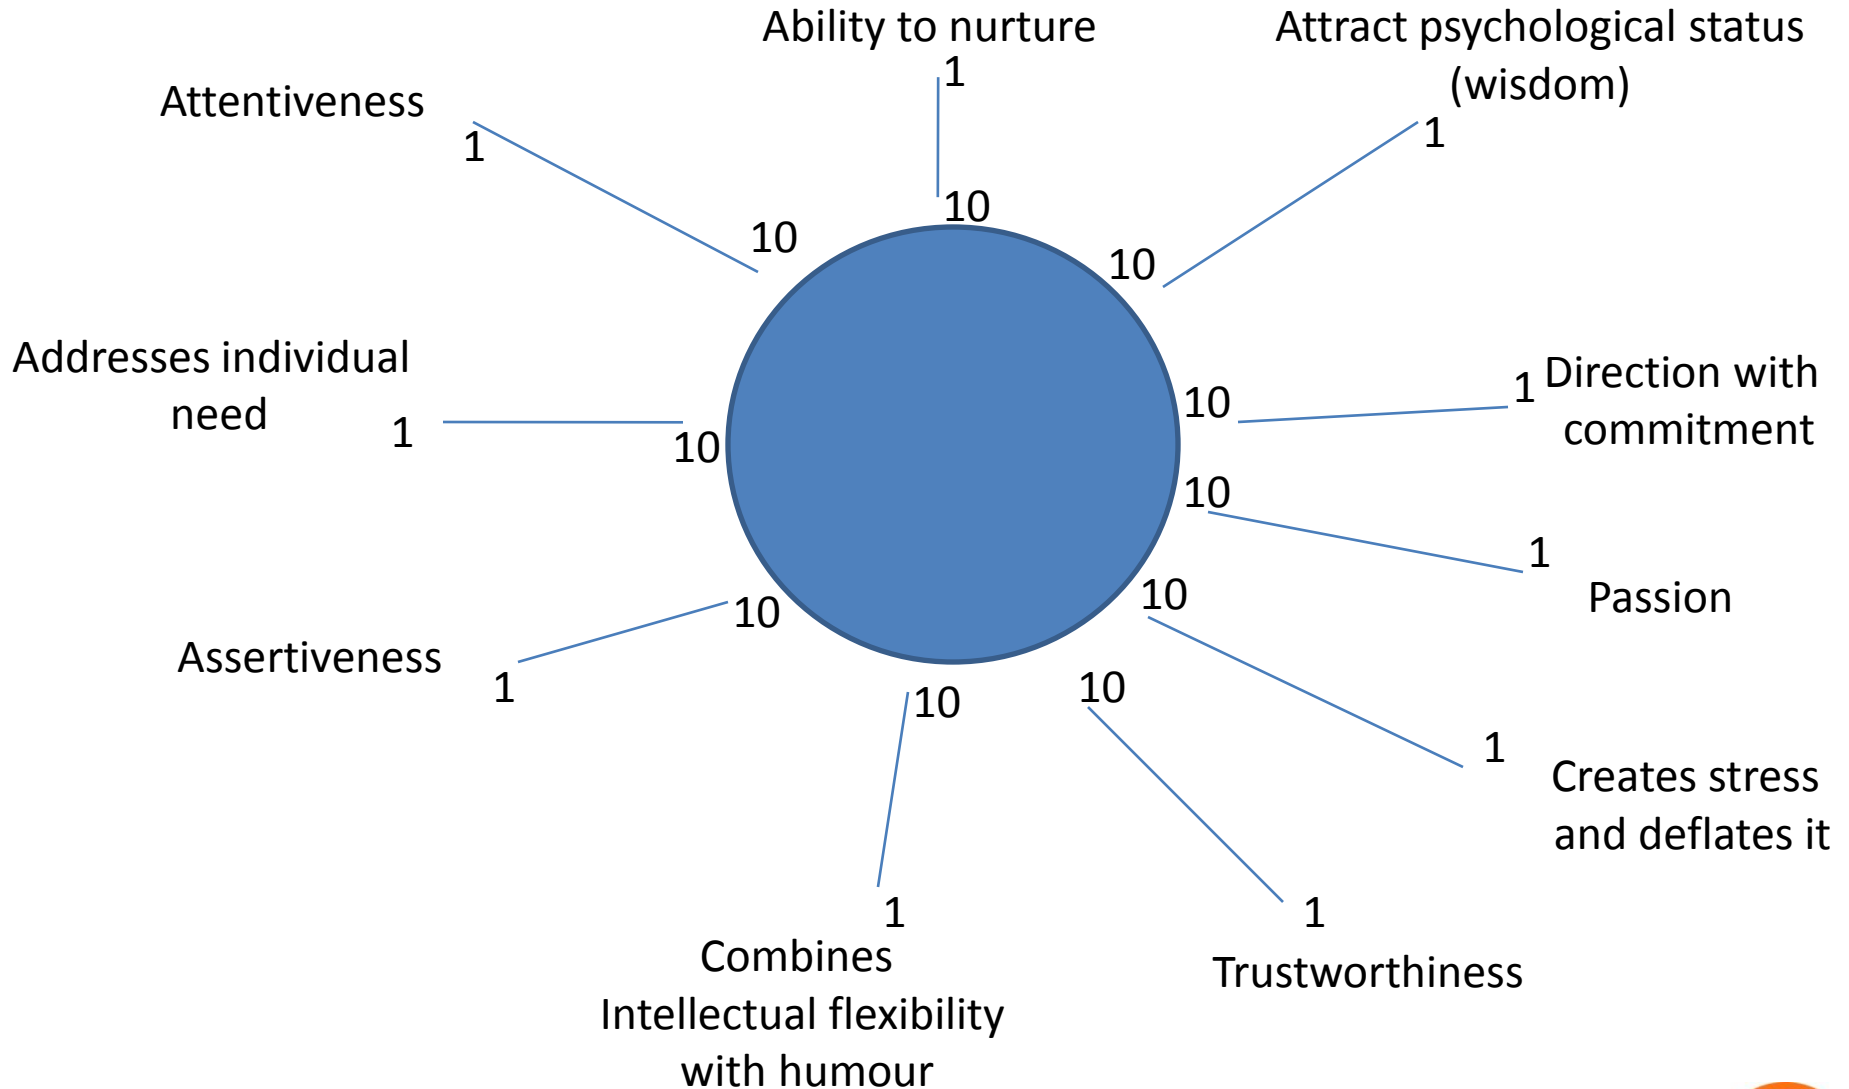 Ability to nurture
1
10
Attract psychological status
(wisdom)
1
10
Direction with
commitment
1
10
Passion
1
10
Creates stress
and deflates it
1
10
Trustworthiness
1
10
Combines
Intellectual flexibility
with humour
1
10
Assertiveness
1
10
Addresses individual
need
1
10
Attentiveness
1
10